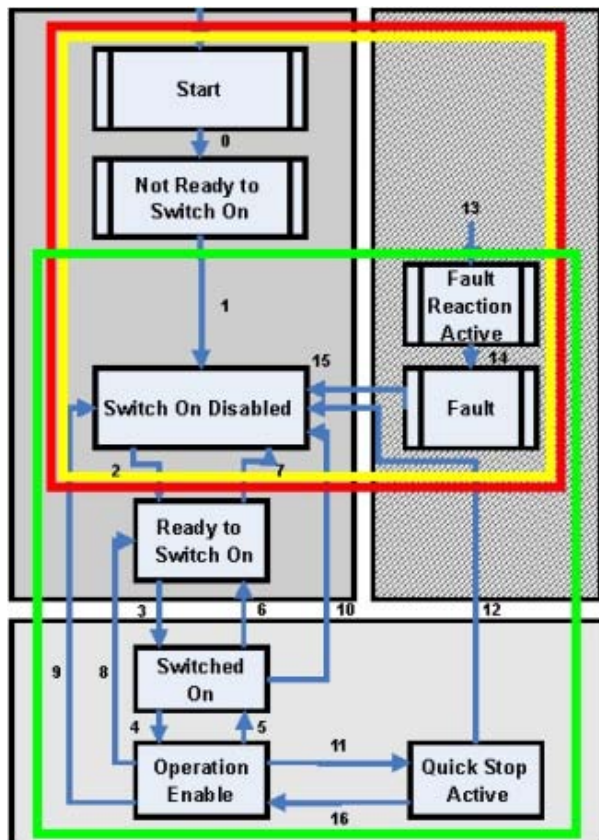 Start
0
Not Ready to
Switch On
13
1
Fault
Reaction
Active
15
14
Switch On Disabled
Fault
2
7
Ready to
Switch On
3
6
10
12
9
8
Switched
On
4
5
11
Operation
Enable
Quick Stop
Active
16